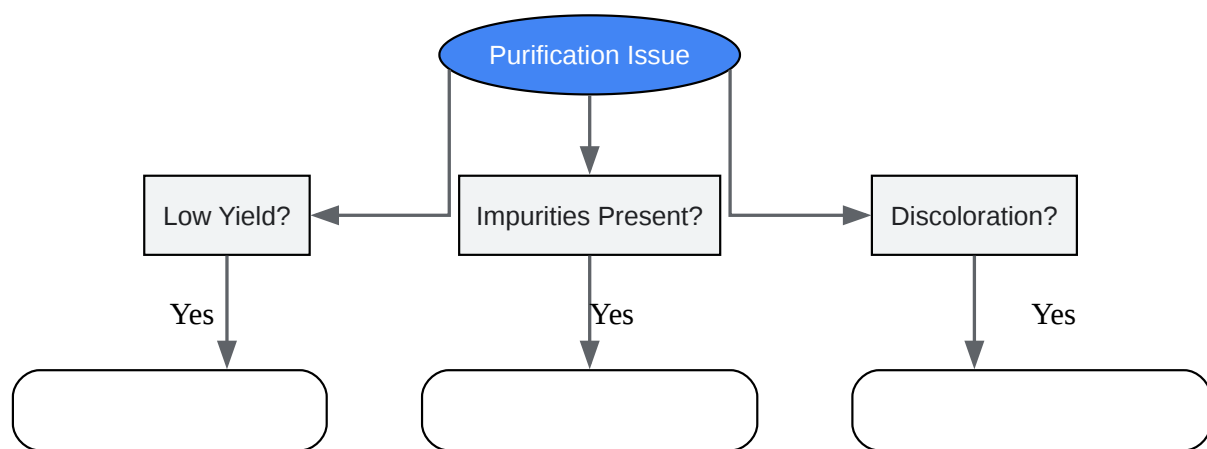 Purification Issue
Low Yield?
Impurities Present?
Discoloration?
Yes
Yes
Yes